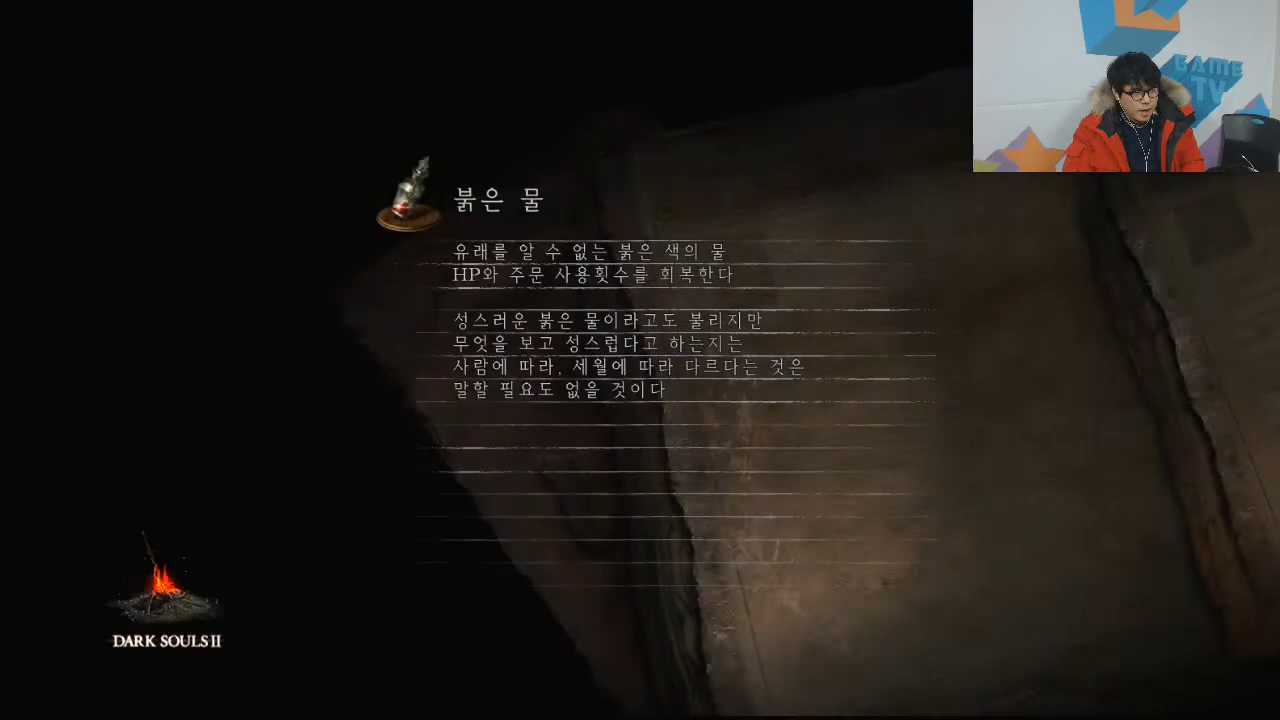 GAME
TV
붉은 물
유래를 알 수 없는 붉은 색의 물
HP와 주문 사용횟수를 회복한다
성스러운 붉은 물이라고도 불리지만
무엇을 보고 성스럽다고 하는지는
사람에 따라, 세월에 따라 다르다는 것은
말할 필요도 없을 것이다
DARK SOULS II